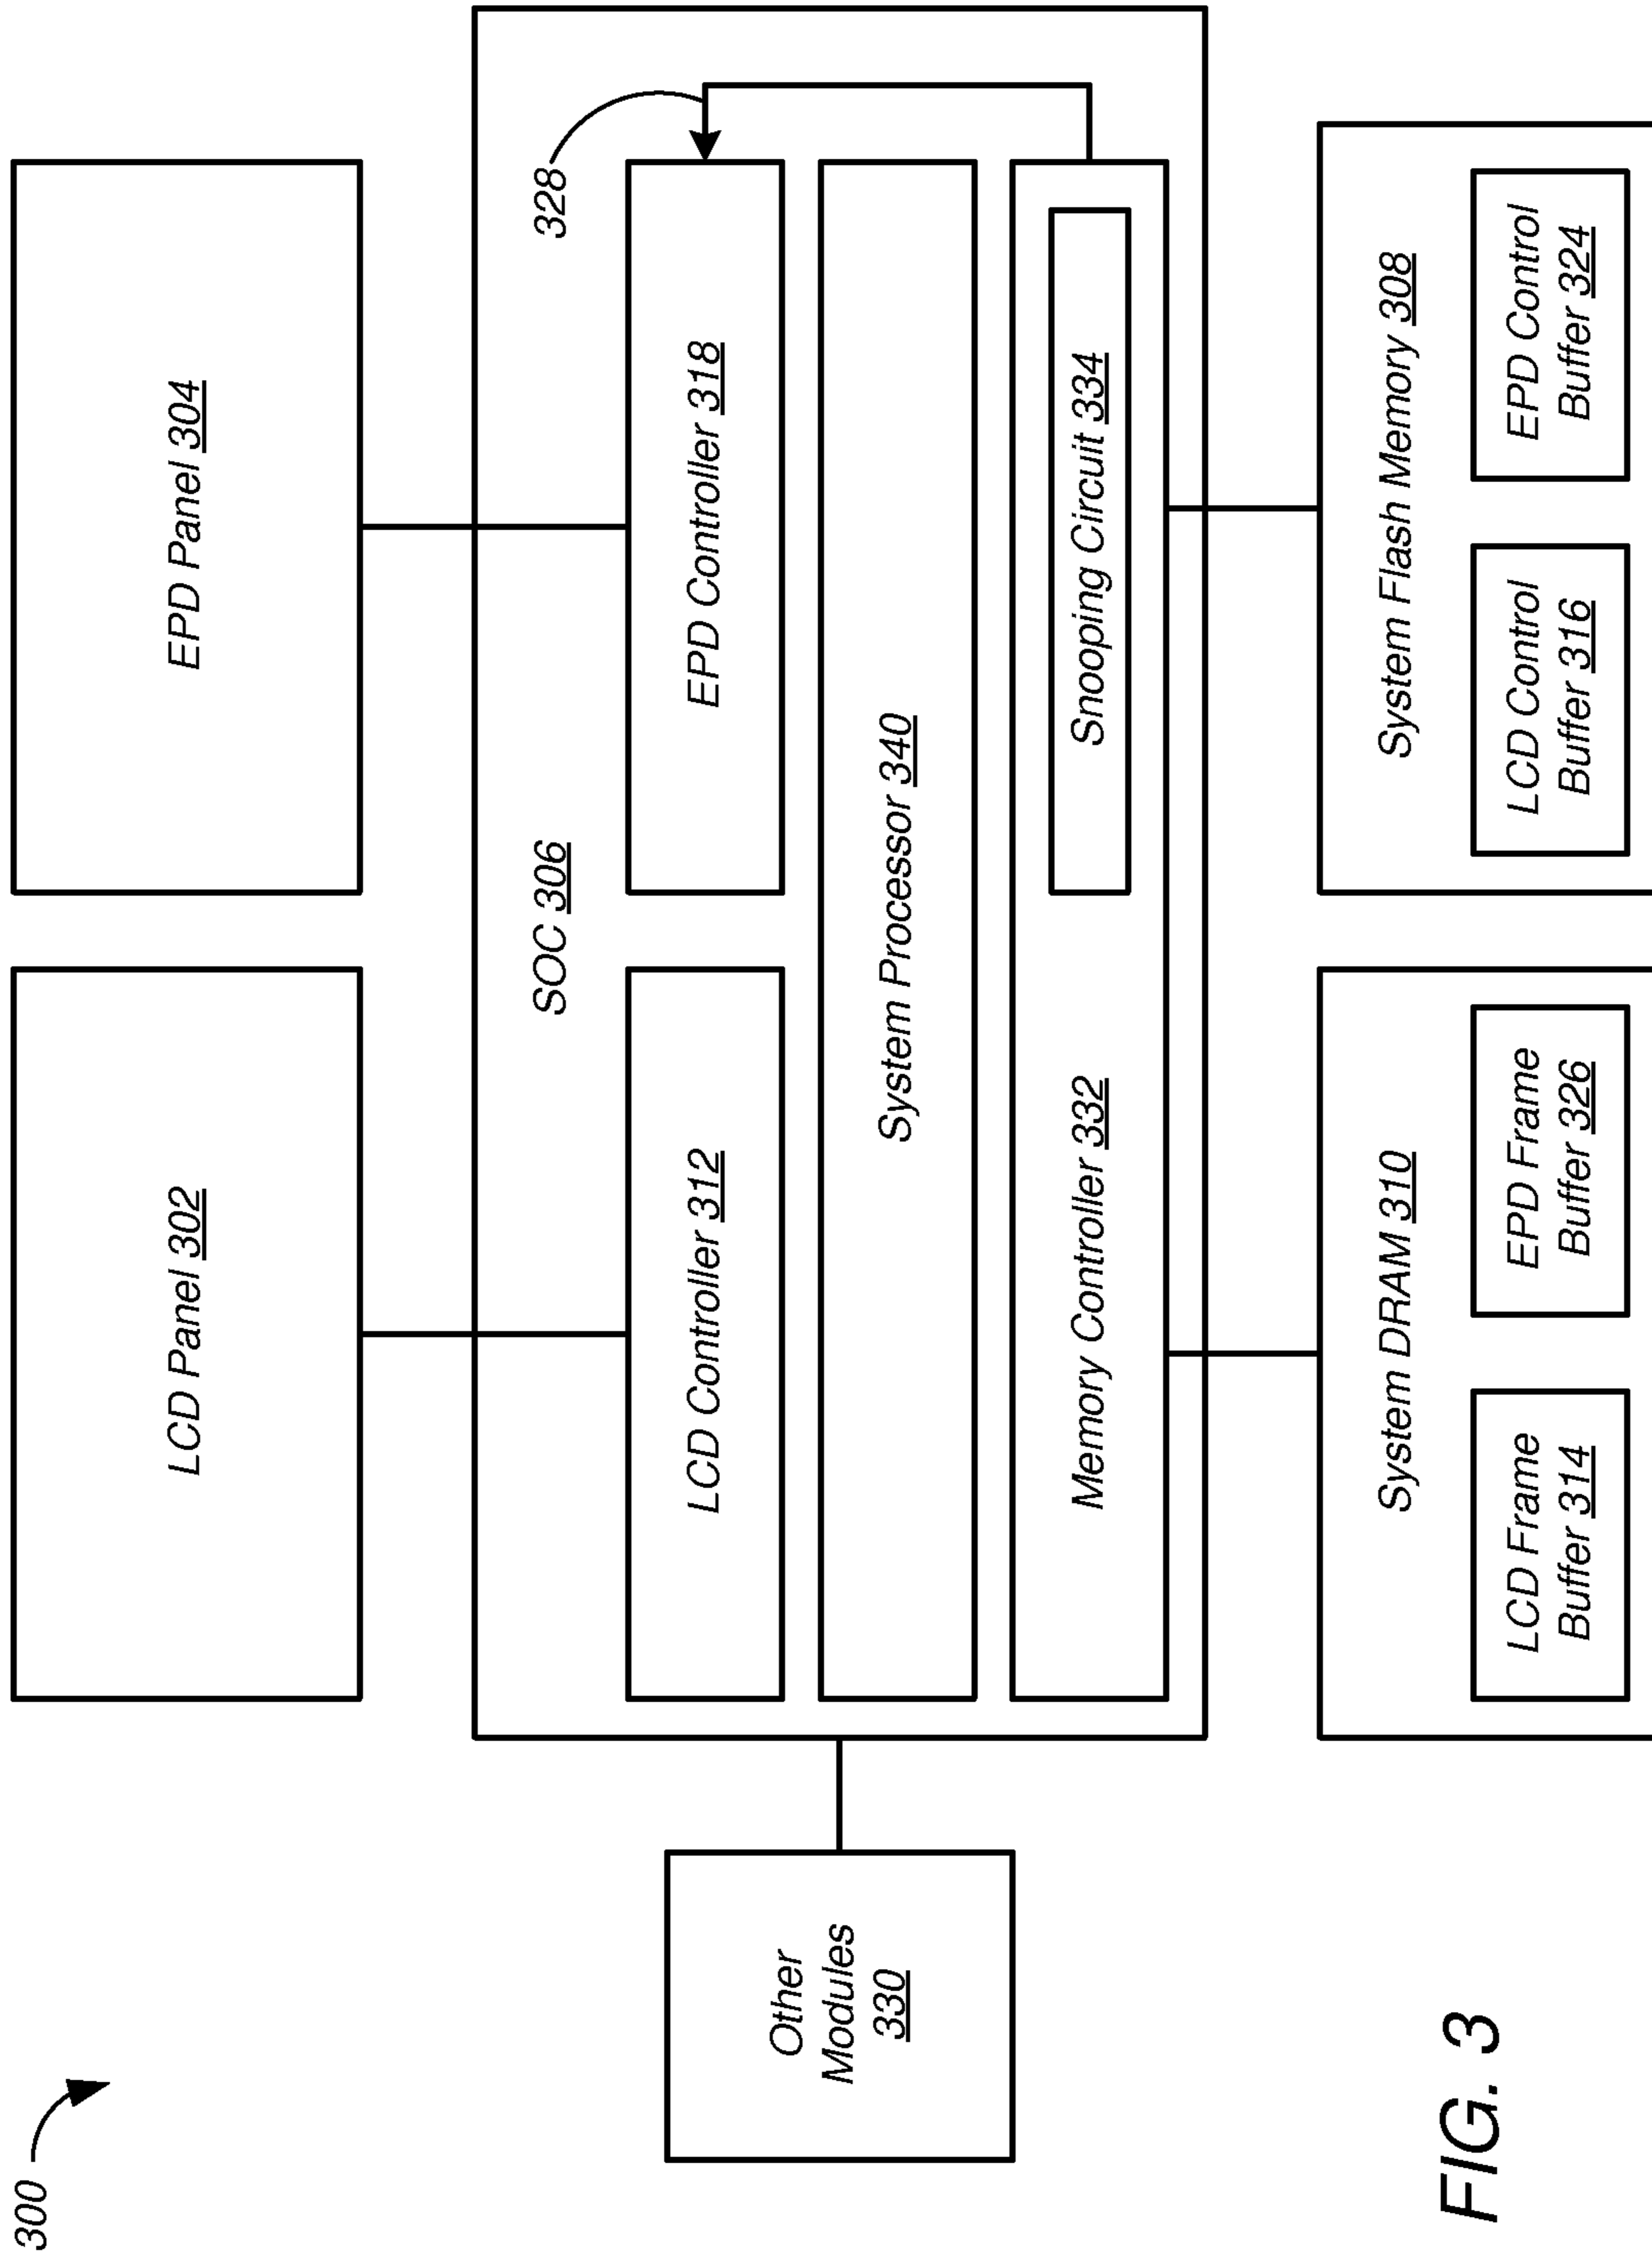 300
LCD Panel 302
EPD Panel 304
SOC 306
328
LCD Controller 312
EPD Controller 318
Other
Modules
330
System Processor 340
Memory Controller 332
Snooping Circuit 334
System DRAM 310
System Flash Memory 308
LCD Frame
Buffer 314
EPD Frame
Buffer 326
LCD Control
Buffer 316
EPD Control
Buffer 324
FIG. 3